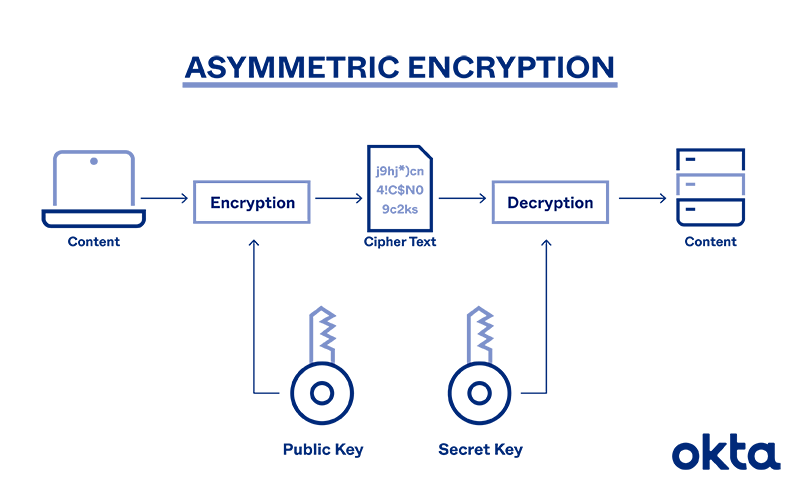 ASYMMETRIC ENCRYPTION
j9hj*)cn
4!C$N0
9c2ks
Encryption
Decryption
Content
Cipher Text
Content
Public Key
Secret Key
okta